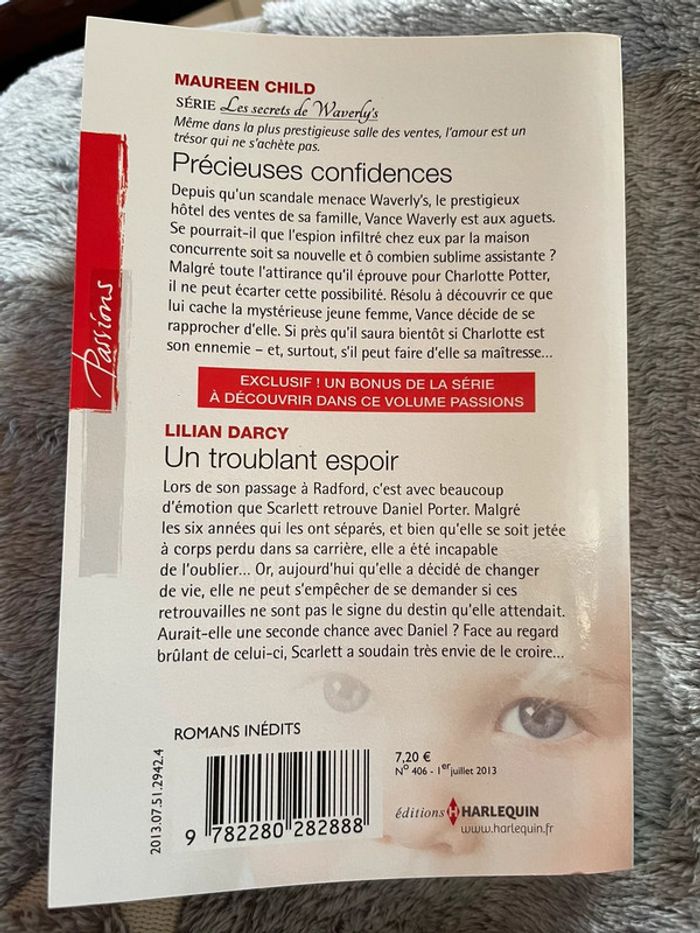 MAUREEN CHILD
SÉRIE Les secrets de Waverly's
Même dans la plus prestigieuse salle des ventes, l'amour est un
trésor qui ne s'achète pas.
Précieuses confidences
Depuis qu'un scandale menace Waverly's, le prestigieux
hôtel des ventes de sa famille, Vance Waverly est aux aguets.
Se pourrait-il que l'espion infiltré chez eux par la maison
concurrente soit sa nouvelle et ô combien sublime assistante ?
Malgré toute l'attirance qu'il éprouve pour Charlotte Potter,
il ne peut écarter cette possibilité. Résolu à découvrir ce que
lui cache la mystérieuse jeune femme, Vance décide de se
rapprocher d'elle. Si près qu'il saura bientôt si Charlotte est
son ennemie – et, surtout, s'il peut faire d'elle sa maîtresse...
Passions
EXCLUSIF ! UN BONUS DE LA SÉRIE
À DÉCOUVRIR DANS CE VOLUME PASSIONS
LILIAN DARCY
Un troublant espoir
Lors de son passage à Radford, c'est avec beaucoup
d'émotion que Scarlett retrouve Daniel Porter. Malgré
les six années qui les ont séparés, et bien qu'elle se soit jetée
à corps perdu dans sa carrière, elle a été incapable
de l'oublier... Or, aujourd'hui qu'elle a décidé de changer
de vie, elle ne peut s'empêcher de se demander si ces
retrouvailles ne sont pas le signe du destin qu'elle attendait.
Aurait-elle une seconde chance avec Daniel ? Face au regard
brûlant de celui-ci, Scarlett a soudain très envie de le croire...
ROMANS INÉDITS
7,20 €
N° 406 - 1er juillet 2013
2013.07.51.2942.4
9 782280 282888
éditions HARLEQUIN
www.harlequin.fr